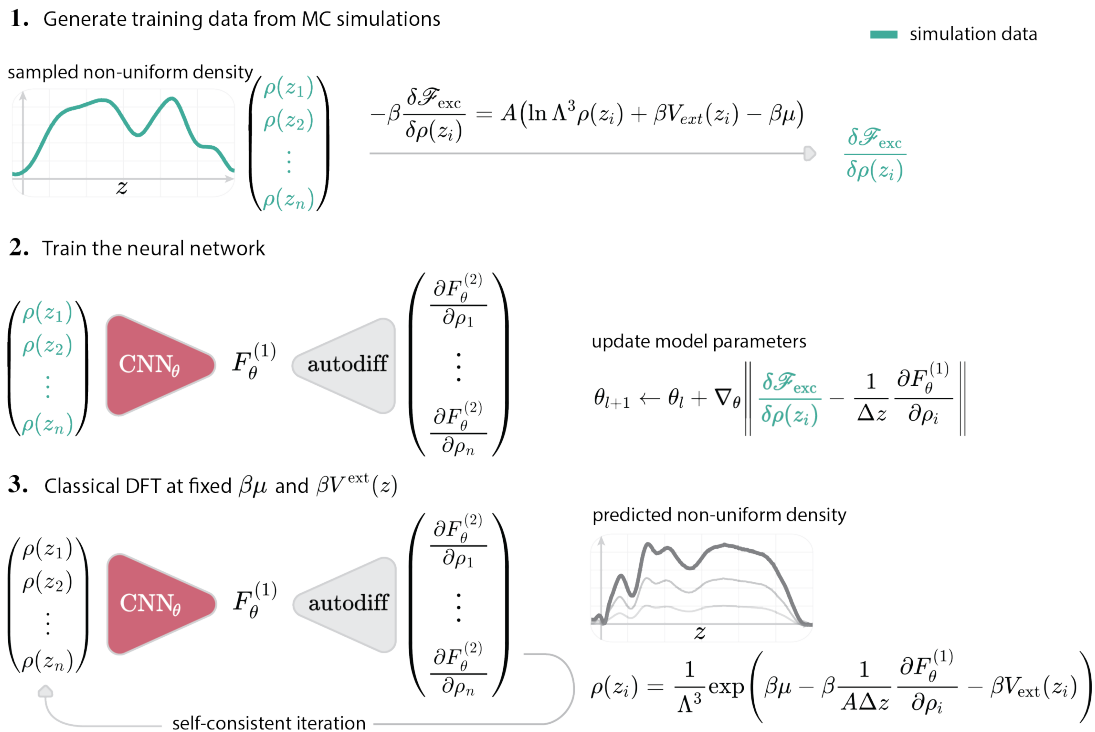 1. Generate training data from MC simulations
simulation data
sampled non-uniform density
z
ρ(z₁)
ρ(z₂)
⋮
ρ(zₙ)
−β δℱ_exc/δρ(zᵢ) = A(ln Λ³ρ(zᵢ) + βV_ext(zᵢ) − βμ)
δℱ_exc/δρ(zᵢ)
2. Train the neural network
ρ(z₁)
ρ(z₂)
⋮
ρ(zₙ)
CNN_θ
F_θ^(1)
autodiff
∂F_θ^(2)/∂ρ₁
⋮
∂F_θ^(2)/∂ρₙ
update model parameters
θ_{l+1} ← θ_l + ∇_θ ‖ δℱ_exc/δρ(zᵢ) − 1/Δz ∂F_θ^(1)/∂ρᵢ ‖
3. Classical DFT at fixed βμ and βV^ext(z)
ρ(z₁)
ρ(z₂)
⋮
ρ(zₙ)
CNN_θ
F_θ^(1)
autodiff
∂F_θ^(2)/∂ρ₁
⋮
∂F_θ^(2)/∂ρₙ
self-consistent iteration
predicted non-uniform density
z
ρ(zᵢ) = 1/Λ³ exp(βμ − β 1/(AΔz) ∂F_θ^(1)/∂ρᵢ − βV_ext(zᵢ))